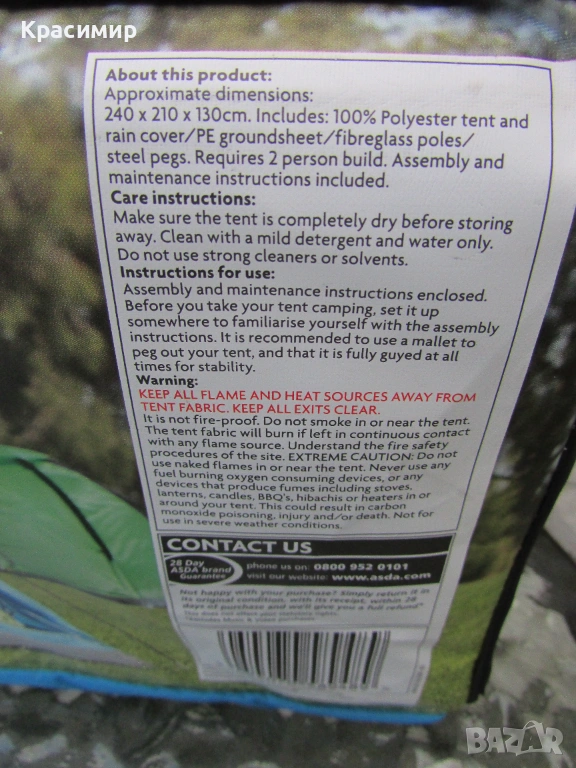 Красимир
About this product:
Approximate dimensions:
240 x 210 x 130cm. Includes: 100% Polyester tent and
rain cover/PE groundsheet/fibreglass poles/
steel pegs. Requires 2 person build. Assembly and
maintenance instructions included.
Care instructions:
Make sure the tent is completely dry before storing
away. Clean with a mild detergent and water only.
Do not use strong cleaners or solvents.
Instructions for use:
Assembly and maintenance instructions enclosed.
Before you take your tent camping, set it up
somewhere to familiarise yourself with the assembly
instructions. It is recommended to use a mallet to
peg out your tent, and that it is fully guyed at all
times for stability.
Warning:
KEEP ALL FLAME AND HEAT SOURCES AWAY FROM
TENT FABRIC. KEEP ALL EXITS CLEAR.
It is not fire-proof. Do not smoke in or near the tent.
The tent fabric will burn if left in continuous contact
with any flame source. Understand the fire safety
procedures of the site. EXTREME CAUTION: Do not
use naked flames in or near the tent. Never use any
fuel burning oxygen consuming devices, or any
devices that produce fumes including stoves,
lanterns, candles, BBQ's, hibachis or heaters in or
around your tent. This could result in carbon
monoxide poisoning, injury and/or death. Not for
use in severe weather conditions.
CONTACT US
28 Day
ASDA brand
Guarantee
phone us on: 0800 952 0101
visit our website: www.asda.com
Not happy with your purchase? Simply return it in
its original condition, with its receipt, within 28
days of purchase and we'll give you a full refund*
BAZAR